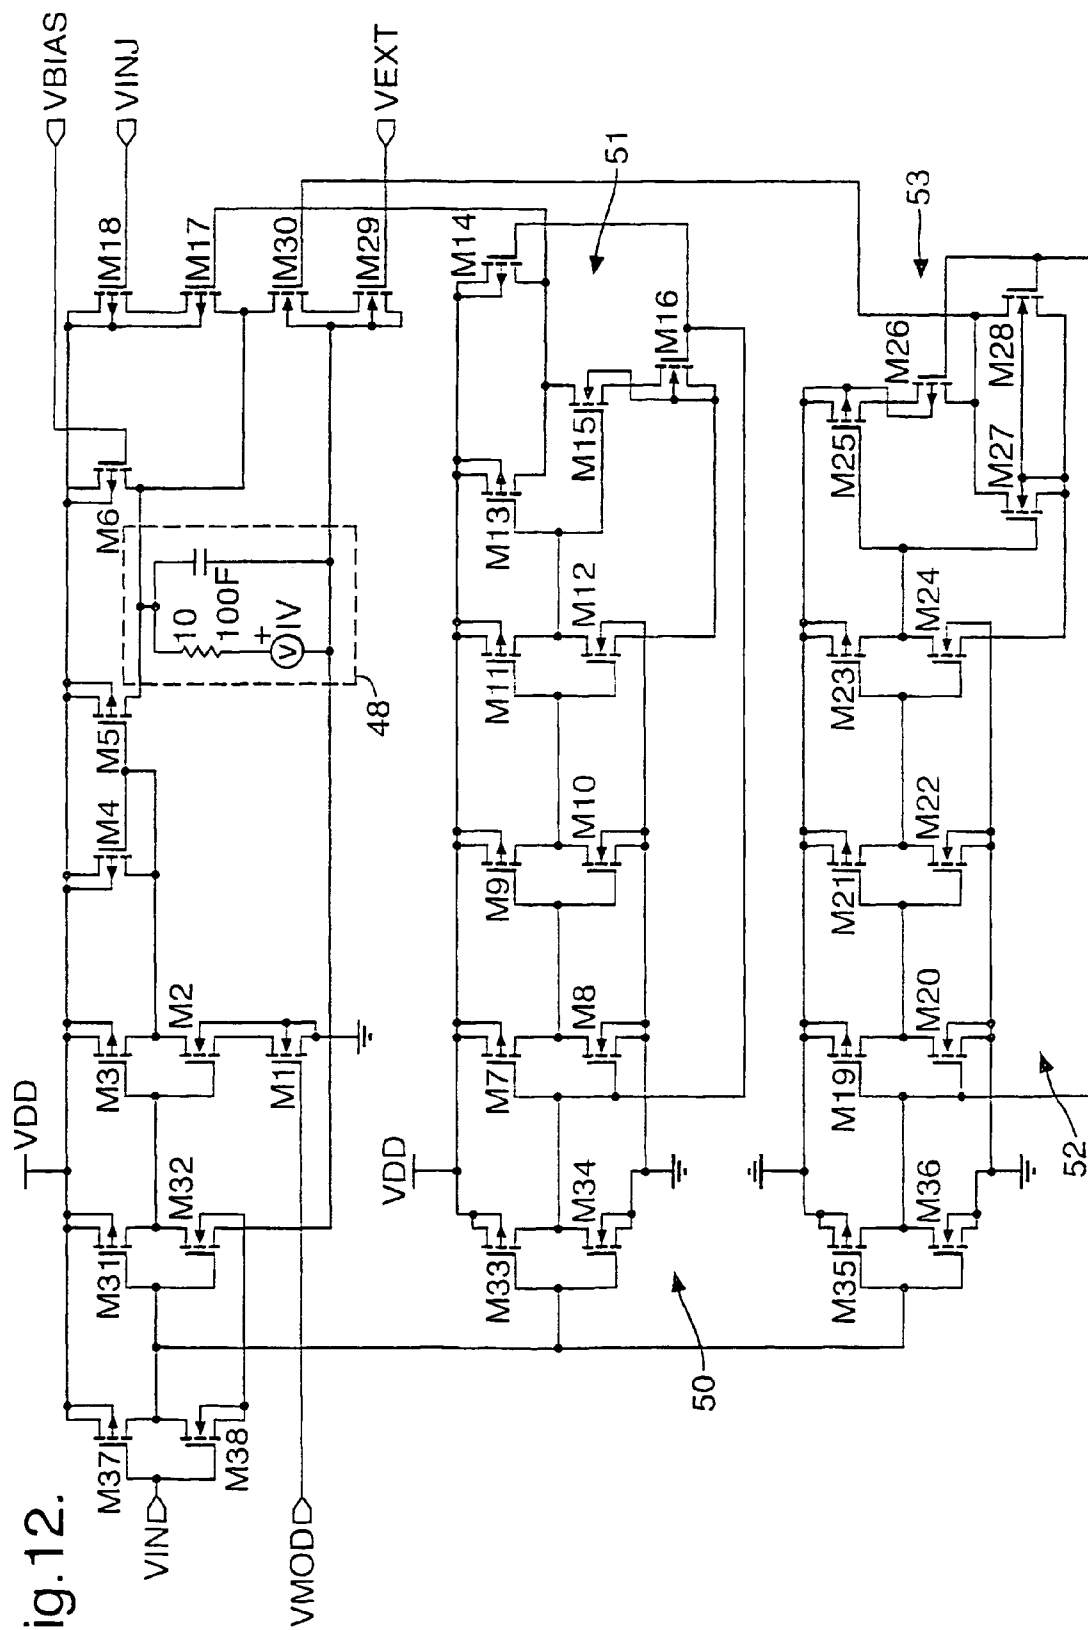 ig.12.
VDD
VBIAS
VINJ
VEXT
VIN
VMOD
M37
M38
M31
M32
M3
M2
M1
M4
M5
M6
10
100F
+
V
IV
48
M18
M17
M30
M29
VDD
M33
M34
M7
M8
M9
M10
M11
M12
M13
M14
M15
M16
50
51
M35
M36
M19
M20
M21
M22
M23
M24
M25
M26
M27
M28
52
53